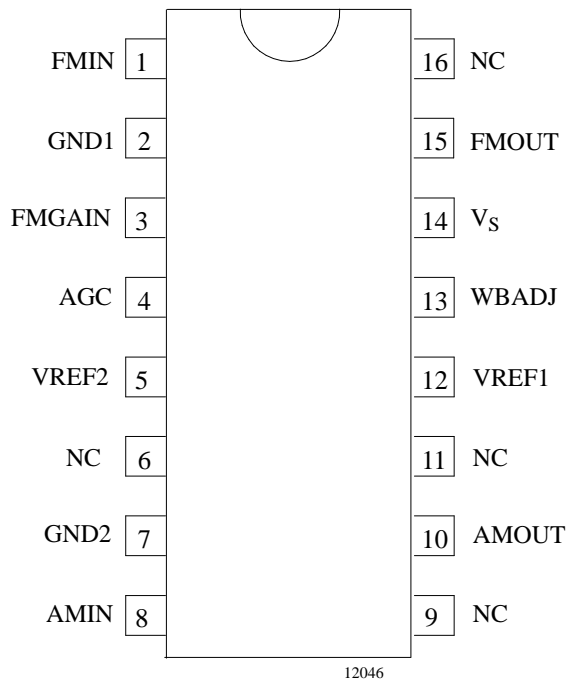 FMIN 1 16 NC
GND1 2 15 FMOUT
FMGAIN 3 14 VS
AGC 4 13 WBADJ
VREF2 5 12 VREF1
NC 6 11 NC
GND2 7 10 AMOUT
AMIN 8 9 NC
12046